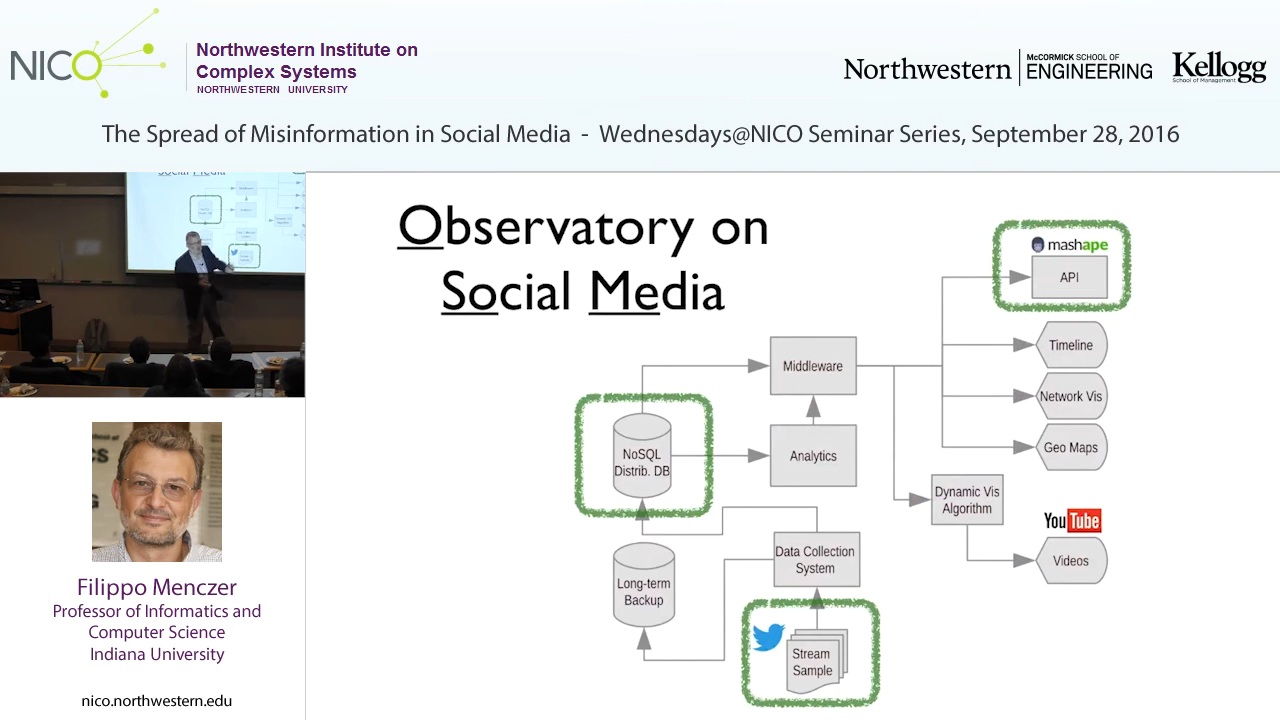 NICO
Northwestern Institute on
Complex Systems
NORTHWESTERN UNIVERSITY
Northwestern
McCORMICK SCHOOL OF
ENGINEERING
Kellogg
School of Management
The Spread of Misinformation in Social Media - Wednesdays@NICO Seminar Series, September 28, 2016
Social Media
Observatory on
Social Media
mashape
API
Timeline
Middleware
Network Vis
NoSQL
Distrib. DB
Analytics
Geo Maps
Dynamic Vis
Algorithm
YouTube
Data Collection
System
Videos
Long-term
Backup
Stream
Sample
Filippo Menczer
Professor of Informatics and
Computer Science
Indiana University
nico.northwestern.edu